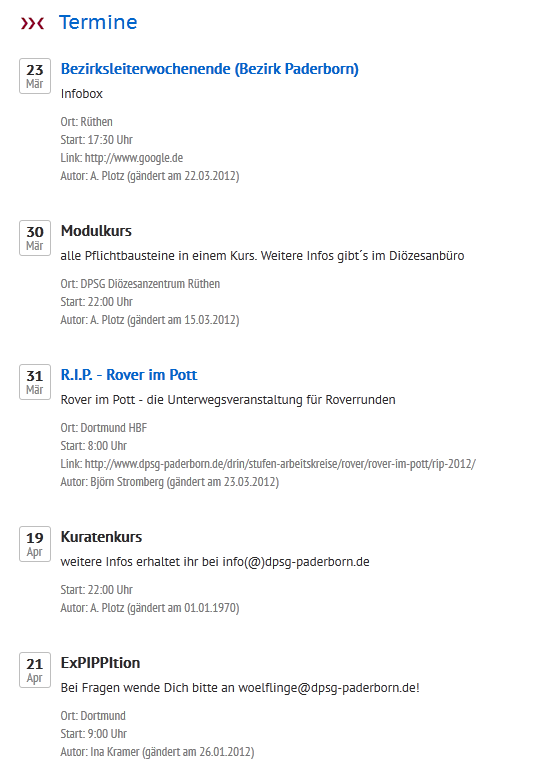 Termine
23
Mär
Bezirksleiterwochenende (Bezirk Paderborn)
Infobox
Ort: Rüthen
Start: 17:30 Uhr
Link: http://www.google.de
Autor: A. Plotz (gändert am 22.03.2012)
30
Mär
Modulkurs
alle Pflichtbausteine in einem Kurs. Weitere Infos gibt´s im Diözesanbüro
Ort: DPSG Diözesanzentrum Rüthen
Start: 22:00 Uhr
Autor: A. Plotz (gändert am 15.03.2012)
31
Mär
R.I.P. - Rover im Pott
Rover im Pott - die Unterwegsveranstaltung für Roverrunden
Ort: Dortmund HBF
Start: 8:00 Uhr
Link: http://www.dpsg-paderborn.de/drin/stufen-arbeitskreise/rover/rover-im-pott/rip-2012/
Autor: Björn Stromberg (gändert am 23.03.2012)
19
Apr
Kuratenkurs
weitere Infos erhaltet ihr bei info(@)dpsg-paderborn.de
Start: 22:00 Uhr
Autor: A. Plotz (gändert am 01.01.1970)
21
Apr
ExPIPPItion
Bei Fragen wende Dich bitte an woelflinge@dpsg-paderborn.de!
Ort: Dortmund
Start: 9:00 Uhr
Autor: Ina Kramer (gändert am 26.01.2012)